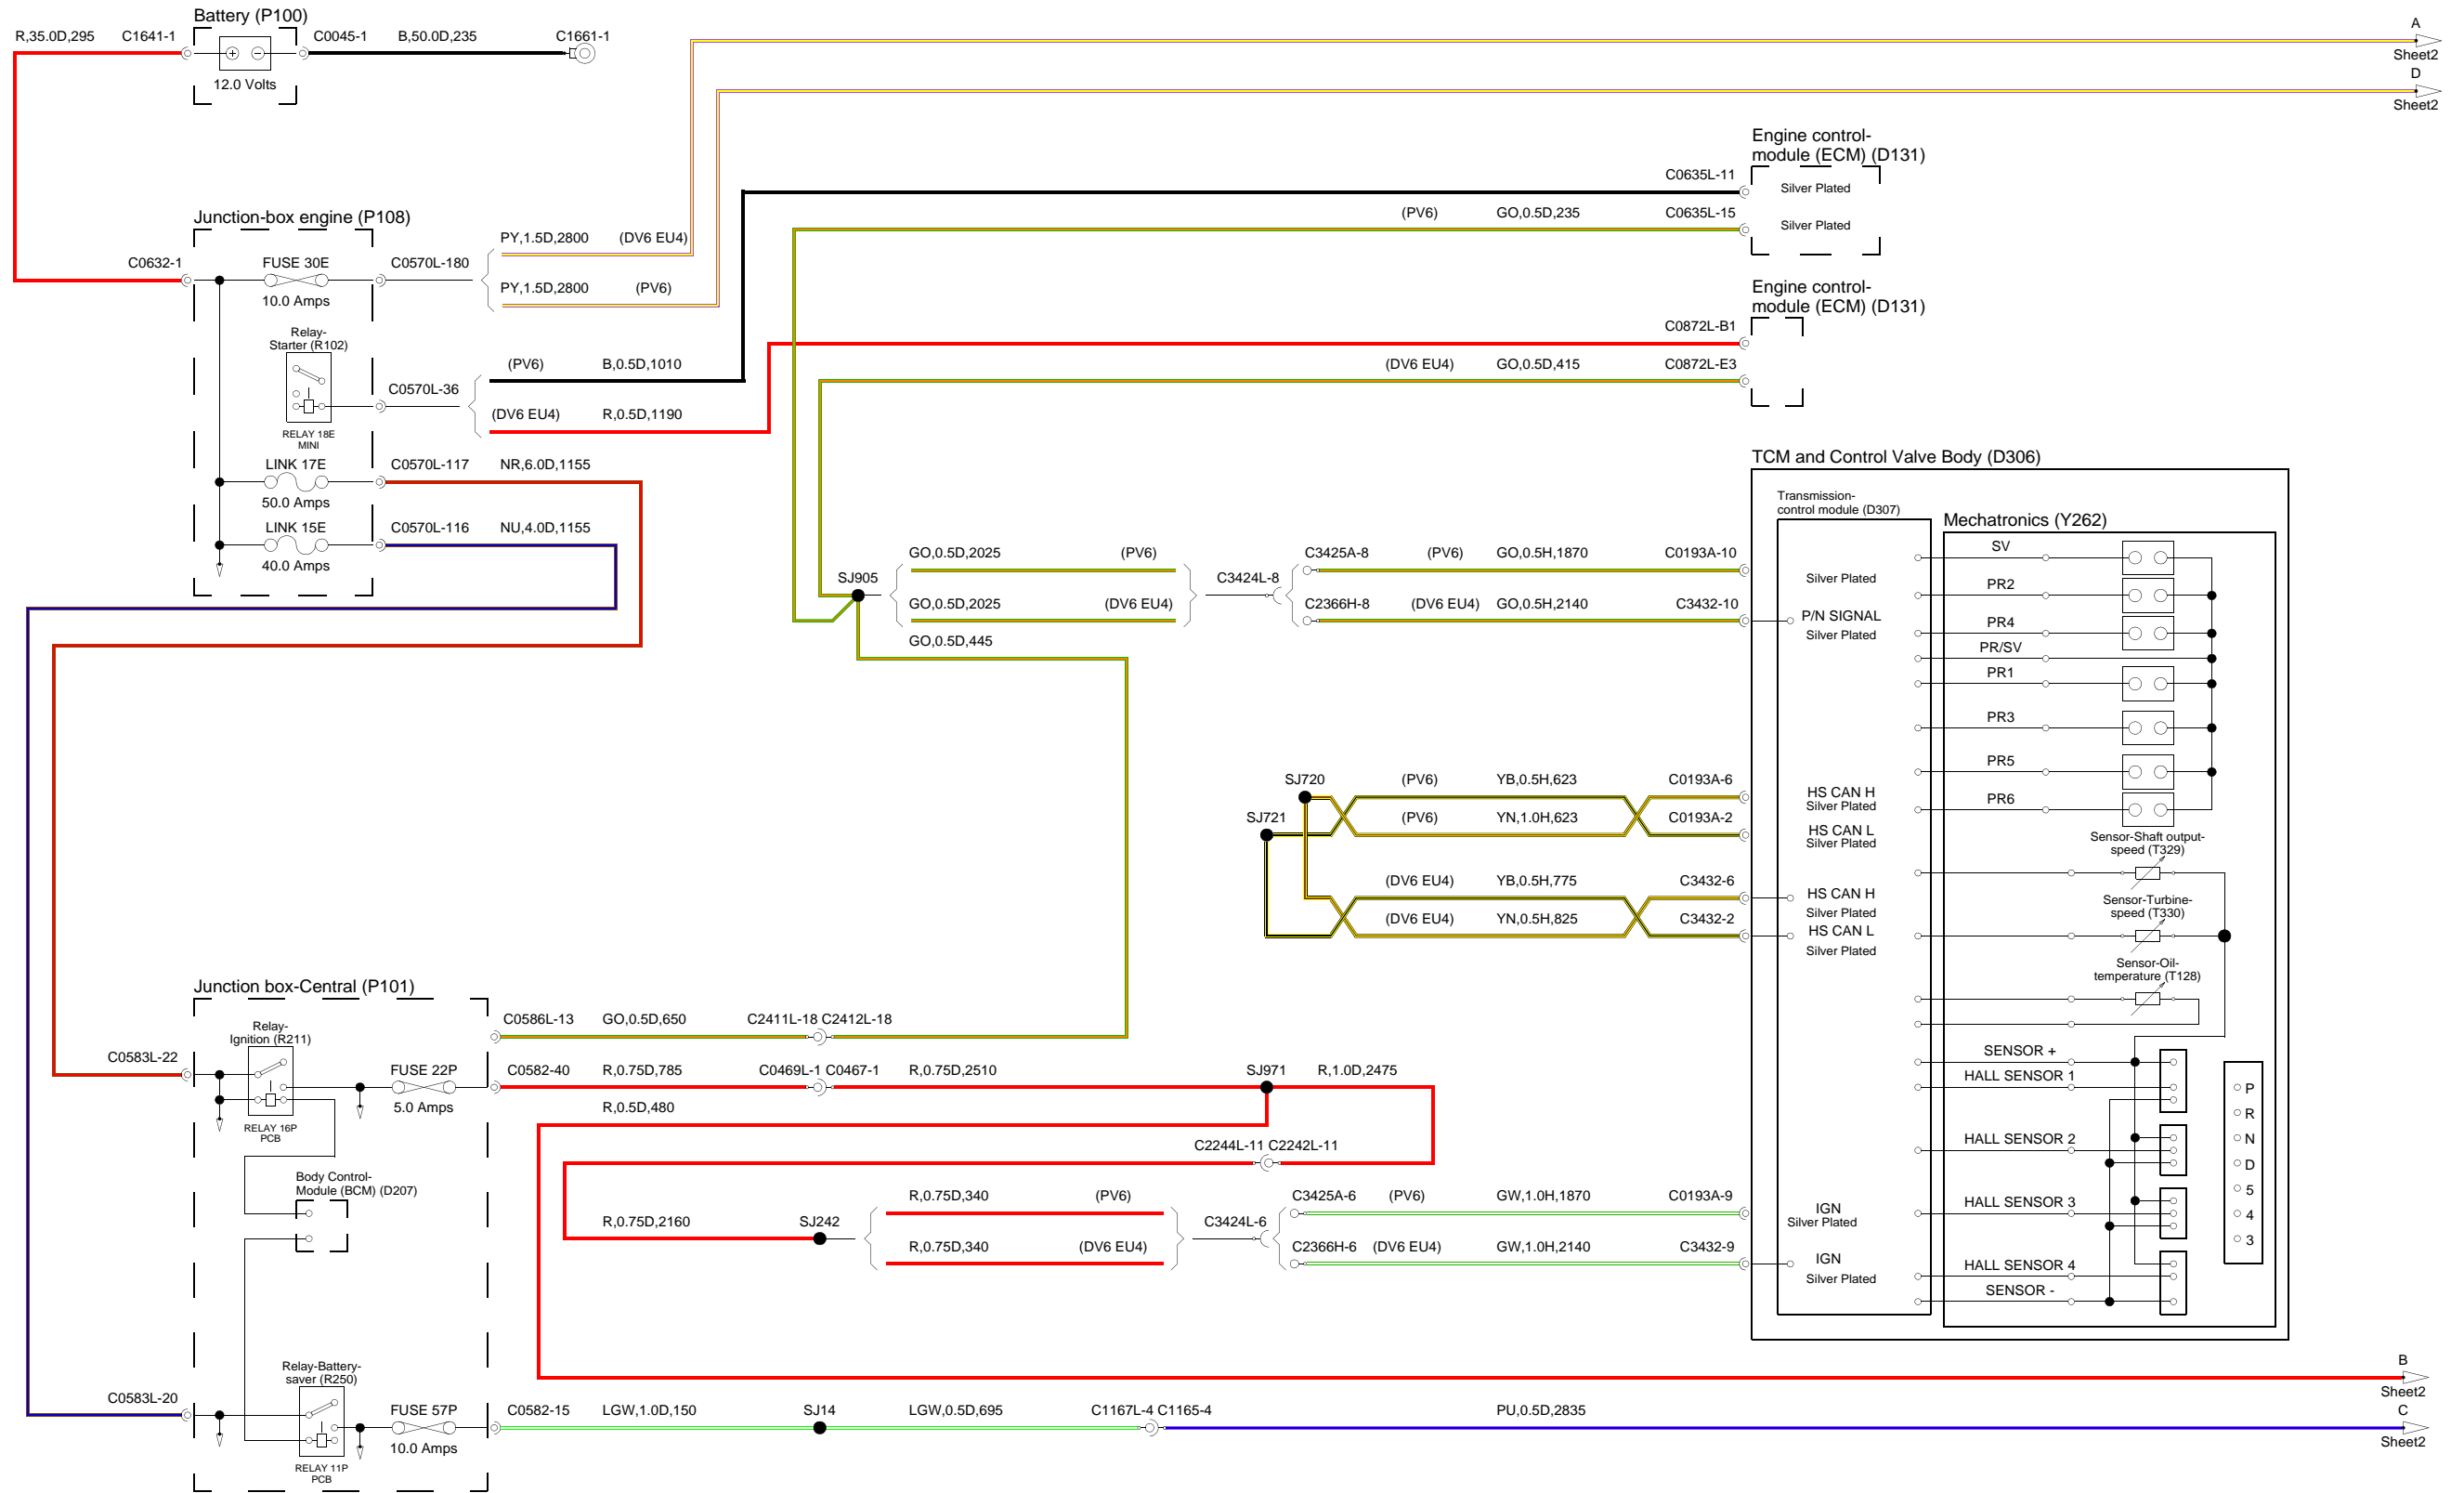 Battery (P100)
R,35.0D,295
C1641-1
C0045-1
B,50.0D,235
C1661-1
12.0 Volts
A
Sheet2
D
Sheet2
Engine control-
module (ECM) (D131)
C0635L-11
Silver Plated
(PV6)
GO,0.5D,235
C0635L-15
Silver Plated
Junction-box engine (P108)
PY,1.5D,2800
(DV6 EU4)
C0632-1
FUSE 30E
C0570L-180
10.0 Amps
PY,1.5D,2800
(PV6)
Engine control-
module (ECM) (D131)
C0872L-B1
Relay-
Starter (R102)
(PV6)
B,0.5D,1010
(DV6 EU4)
GO,0.5D,415
C0872L-E3
C0570L-36
(DV6 EU4)
R,0.5D,1190
RELAY 18E
MINI
LINK 17E
C0570L-117
NR,6.0D,1155
50.0 Amps
LINK 15E
C0570L-116
NU,4.0D,1155
40.0 Amps
TCM and Control Valve Body (D306)
Transmission-
control module (D307)
Mechatronics (Y262)
GO,0.5D,2025
(PV6)
C3425A-8
(PV6)
GO,0.5H,1870
C0193A-10
SV
SJ905
C3424L-8
Silver Plated
PR2
GO,0.5D,2025
(DV6 EU4)
C2366H-8
(DV6 EU4)
GO,0.5H,2140
C3432-10
P/N SIGNAL
Silver Plated
PR4
GO,0.5D,445
PR/SV
PR1
PR3
PR5
SJ720
(PV6)
YB,0.5H,623
C0193A-6
HS CAN H
Silver Plated
PR6
SJ721
(PV6)
YN,1.0H,623
C0193A-2
HS CAN L
Silver Plated
Sensor-Shaft output-
speed (T329)
(DV6 EU4)
YB,0.5H,775
C3432-6
HS CAN H
Silver Plated
Sensor-Turbine-
speed (T330)
(DV6 EU4)
YN,0.5H,825
C3432-2
HS CAN L
Silver Plated
Sensor-Oil-
temperature (T128)
Junction box-Central (P101)
C0586L-13
GO,0.5D,650
C2411L-18 C2412L-18
Relay-
Ignition (R211)
C0583L-22
FUSE 22P
C0582-40
R,0.75D,785
C0469L-1 C0467-1
R,0.75D,2510
SJ971
R,1.0D,2475
5.0 Amps
R,0.5D,480
RELAY 16P
PCB
SENSOR +
HALL SENSOR 1
P
R
C2244L-11 C2242L-11
HALL SENSOR 2
N
D
Body Control-
Module (BCM) (D207)
R,0.75D,340
(PV6)
C3425A-6
(PV6)
GW,1.0H,1870
C0193A-9
IGN
Silver Plated
HALL SENSOR 3
5
4
R,0.75D,2160
SJ242
C3424L-6
3
R,0.75D,340
(DV6 EU4)
C2366H-6
(DV6 EU4)
GW,1.0H,2140
C3432-9
IGN
Silver Plated
HALL SENSOR 4
SENSOR -
B
Sheet2
Relay-Battery-
saver (R250)
C0583L-20
FUSE 57P
C0582-15
LGW,1.0D,150
SJ14
LGW,0.5D,695
C1167L-4 C1165-4
PU,0.5D,2835
C
Sheet2
10.0 Amps
RELAY 11P
PCB